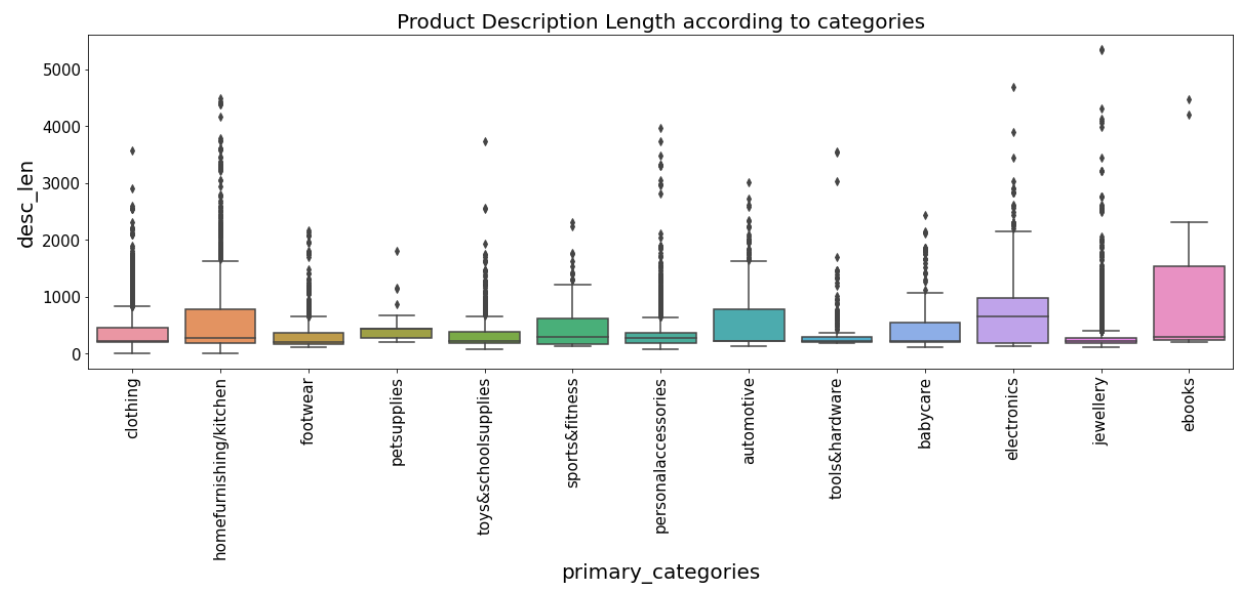 Product Description Length according to categories
desc_len
5000
4000
3000
2000
1000
0
clothing
homefurnishing/kitchen
footwear
petsupplies
toys&schoolsupplies
sports&fitness
personalaccessories
automotive
tools&hardware
babycare
electronics
jewellery
ebooks
primary_categories